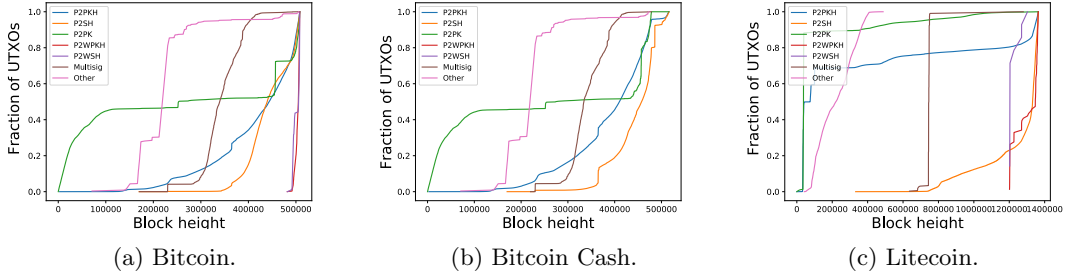 Fraction of UTXOs
1.0
0.8
0.6
0.4
0.2
0.0
P2PKH
P2SH
P2PK
P2WPKH
P2WSH
Multisig
Other
0 100000 200000 300000 400000 500000
Block height
(a) Bitcoin.
Fraction of UTXOs
1.0
0.8
0.6
0.4
0.2
0.0
P2PKH
P2SH
P2PK
P2WPKH
P2WSH
Multisig
Other
0 100000 200000 300000 400000 500000
Block height
(b) Bitcoin Cash.
Fraction of UTXOs
1.0
0.8
0.6
0.4
0.2
0.0
P2PKH
P2SH
P2PK
P2WPKH
P2WSH
Multisig
Other
0 200000 400000 600000 800000 1000000 1200000 1400000
Block height
(c) Litecoin.